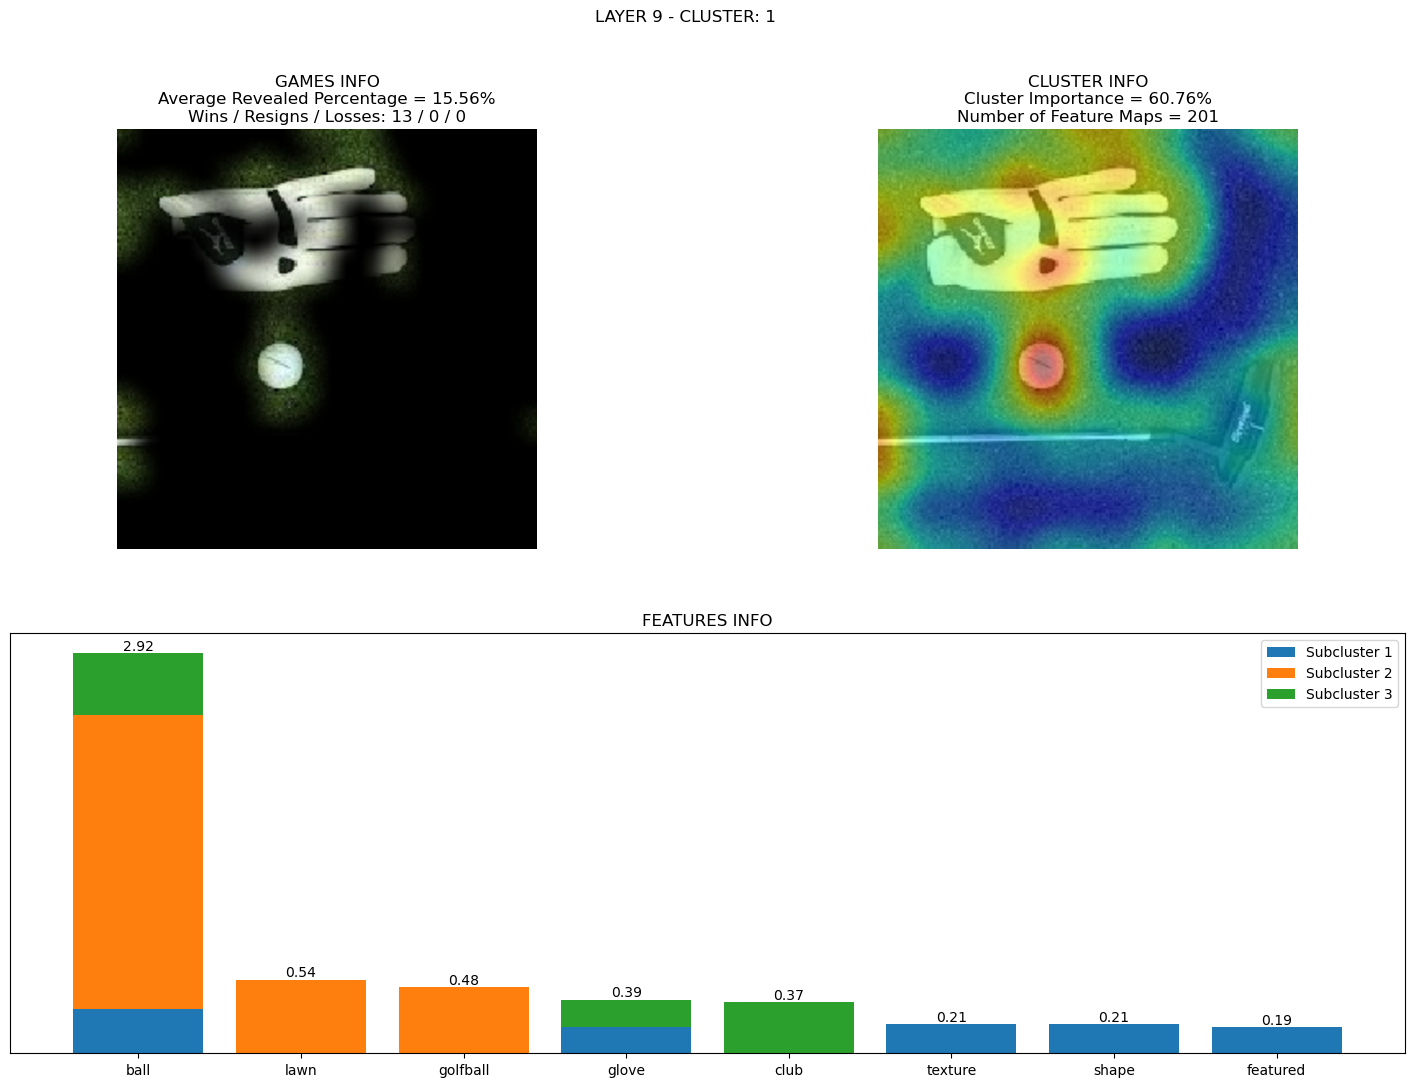 LAYER 9 - CLUSTER: 1
GAMES INFO
Average Revealed Percentage = 15.56%
Wins / Resigns / Losses: 13 / 0 / 0
CLUSTER INFO
Cluster Importance = 60.76%
Number of Feature Maps = 201
FEATURES INFO
Subcluster 1
Subcluster 2
Subcluster 3
2.92
0.54
0.48
0.39
0.37
0.21
0.21
0.19
ball
lawn
golfball
glove
club
texture
shape
featured